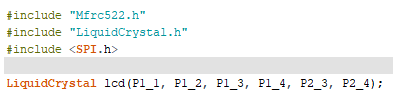 #include "Mfrc522.h"
#include "LiquidCrystal.h"
#include <SPI.h>
LiquidCrystal lcd(P1_1, P1_2, P1_3, P1_4, P2_3, P2_4);